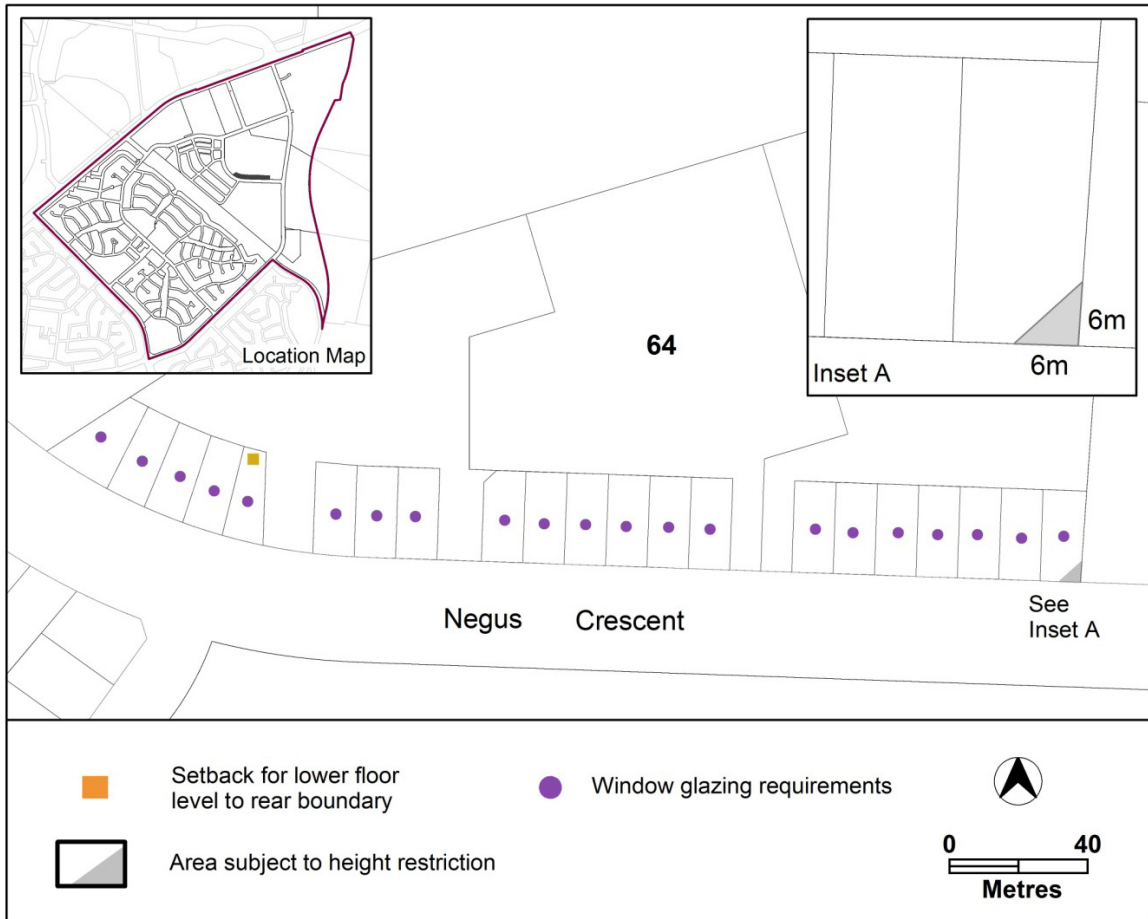 Location Map
64
6m
6m
Inset A
Negus Crescent
See
Inset A
Setback for lower floor
level to rear boundary
Window glazing requirements
Area subject to height restriction
0 40
Metres